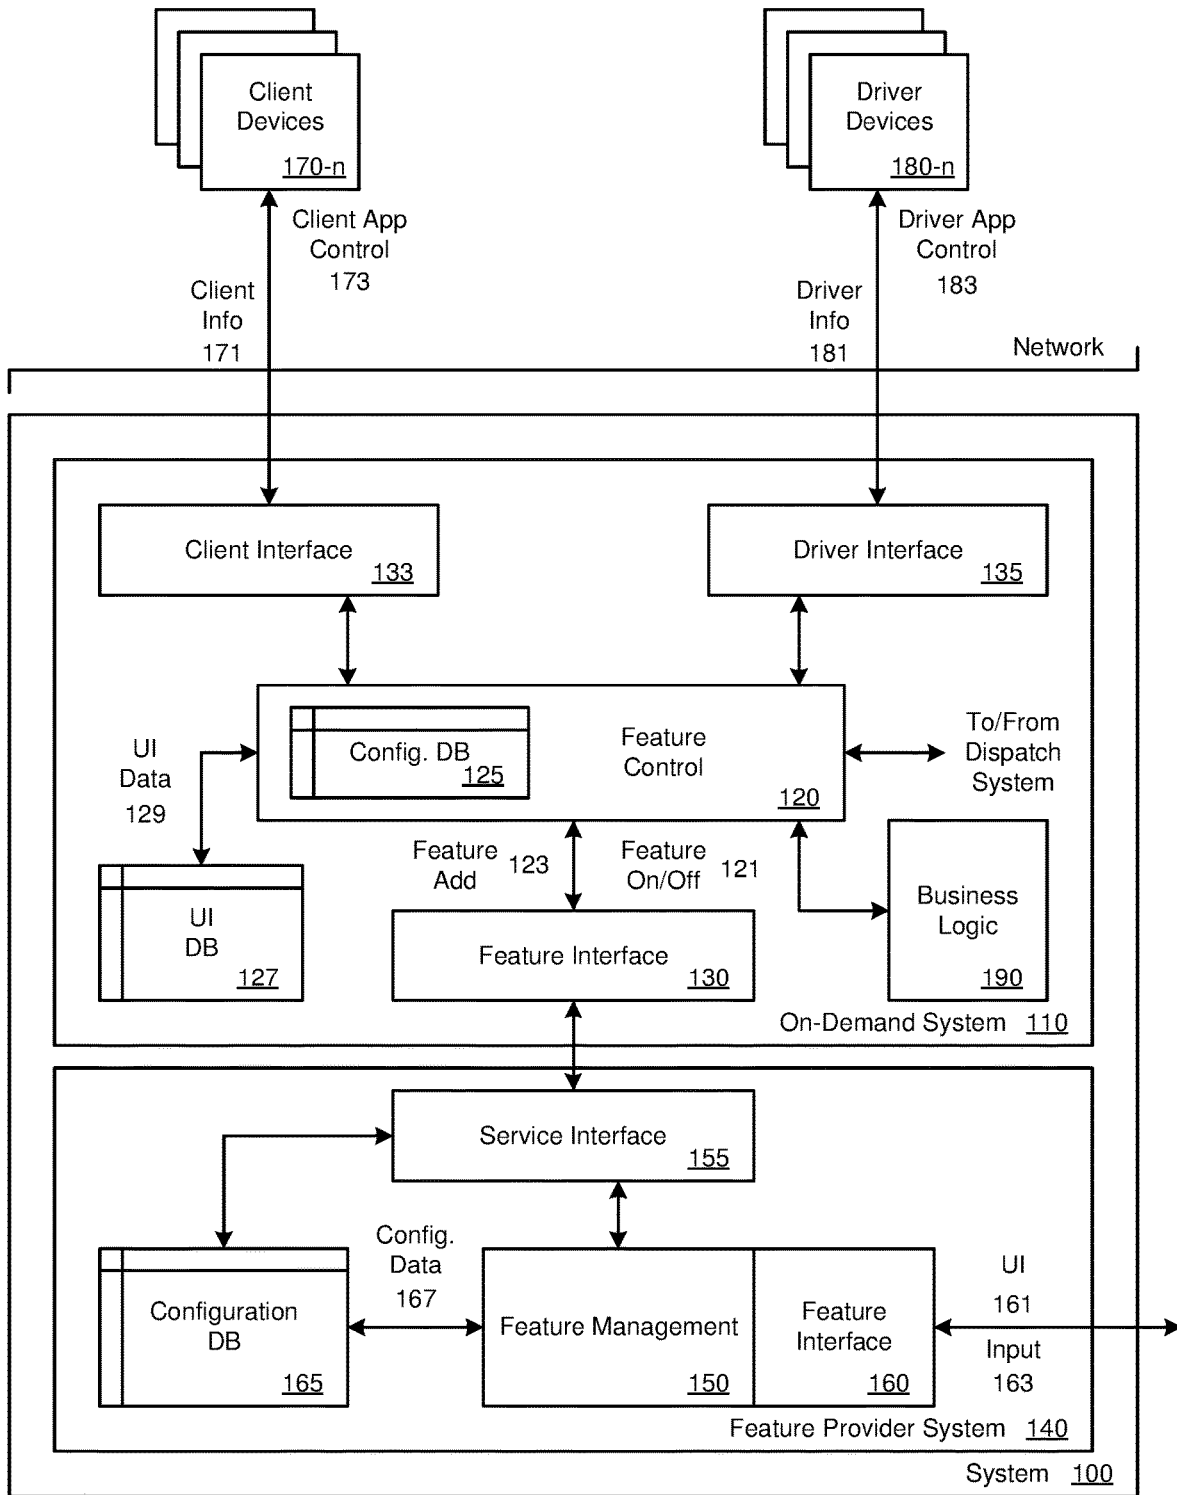 Client
Devices
170-n
Driver
Devices
180-n
Client App
Control
173
Driver App
Control
183
Client
Info
171
Driver
Info
181
Network
Client Interface
133
Driver Interface
135
Config. DB
125
Feature
Control
120
To/From
Dispatch
System
UI
Data
129
Feature
Add
123
Feature
On/Off
121
UI
DB
127
Feature Interface
130
Business
Logic
190
On-Demand System 110
Service Interface
155
Config.
Data
167
Configuration
DB
165
Feature Management
150
Feature
Interface
160
UI
161
Input
163
Feature Provider System 140
System 100